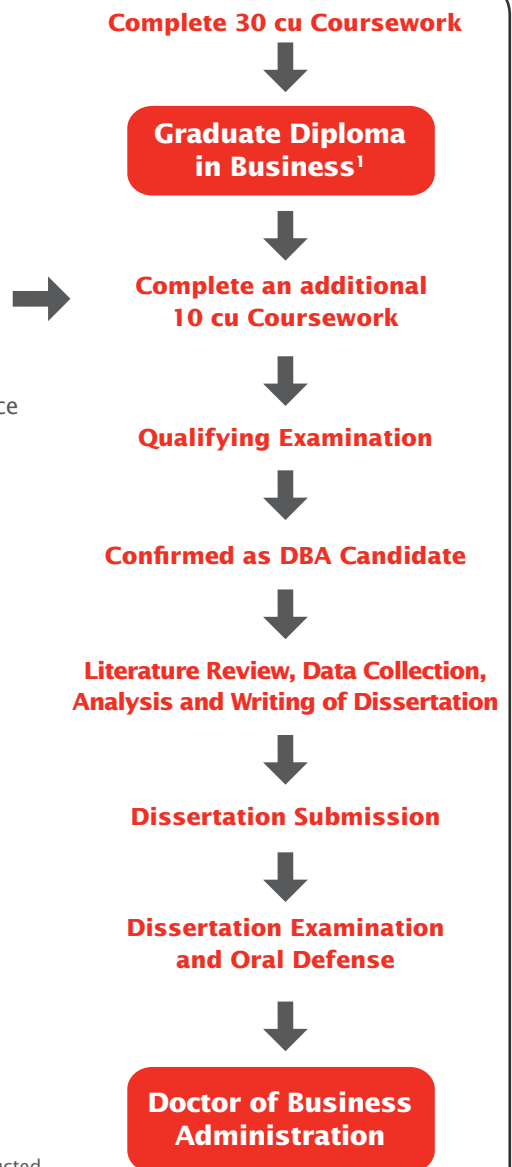 Complete 30 cu Coursework
Graduate Diploma
in Business¹
Complete an additional
10 cu Coursework
Qualifying Examination
Confirmed as DBA Candidate
Literature Review, Data Collection,
Analysis and Writing of Dissertation
Dissertation Submission
Dissertation Examination
and Oral Defense
Doctor of Business
Administration